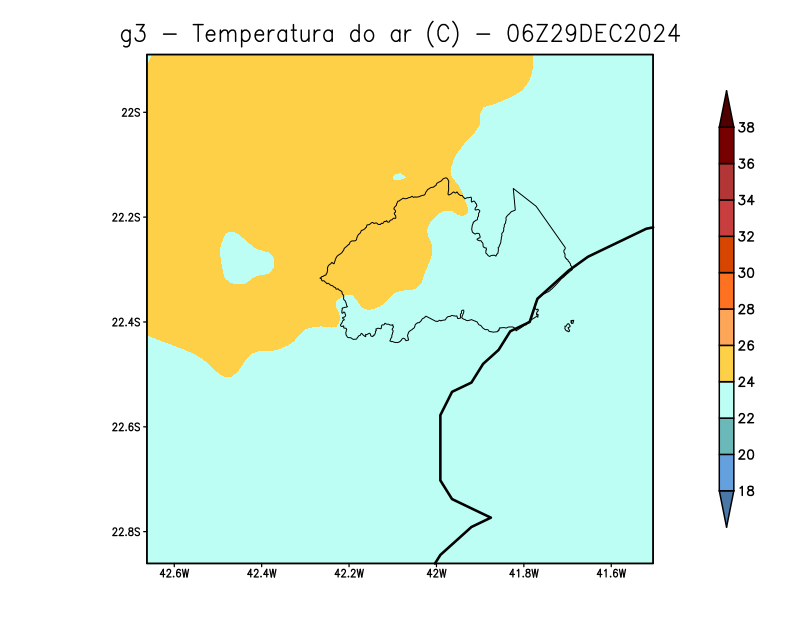 g3 – Temperatura do ar (C) – 06Z29DEC2024
22S
22.2S
22.4S
22.6S
22.8S
42.6W
42.4W
42.2W
42W
41.8W
41.6W
38
36
34
32
30
28
26
24
22
20
18